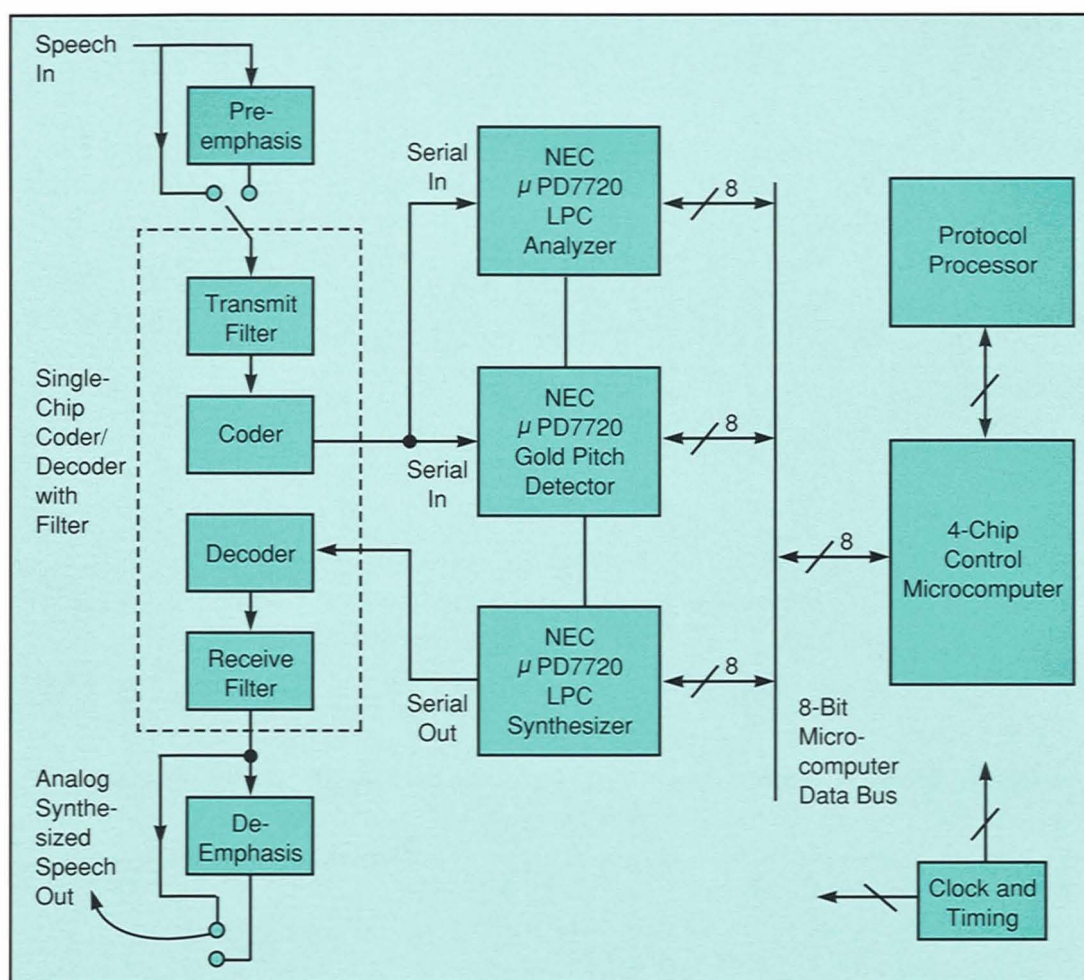 Speech
In
Pre-
emphasis
Transmit
Filter
Coder
Single-
Chip
Coder/
Decoder
with
Filter
Decoder
Receive
Filter
Analog
Synthe-
sized
Speech
Out
De-
Emphasis
Serial
In
NEC
µPD7720
LPC
Analyzer
8
Serial
In
NEC
µPD7720
Gold Pitch
Detector
8
Serial
Out
NEC
µPD7720
LPC
Synthesizer
8
8-Bit
Micro-
computer
Data Bus
8
Protocol
Processor
4-Chip
Control
Microcomputer
Clock and
Timing